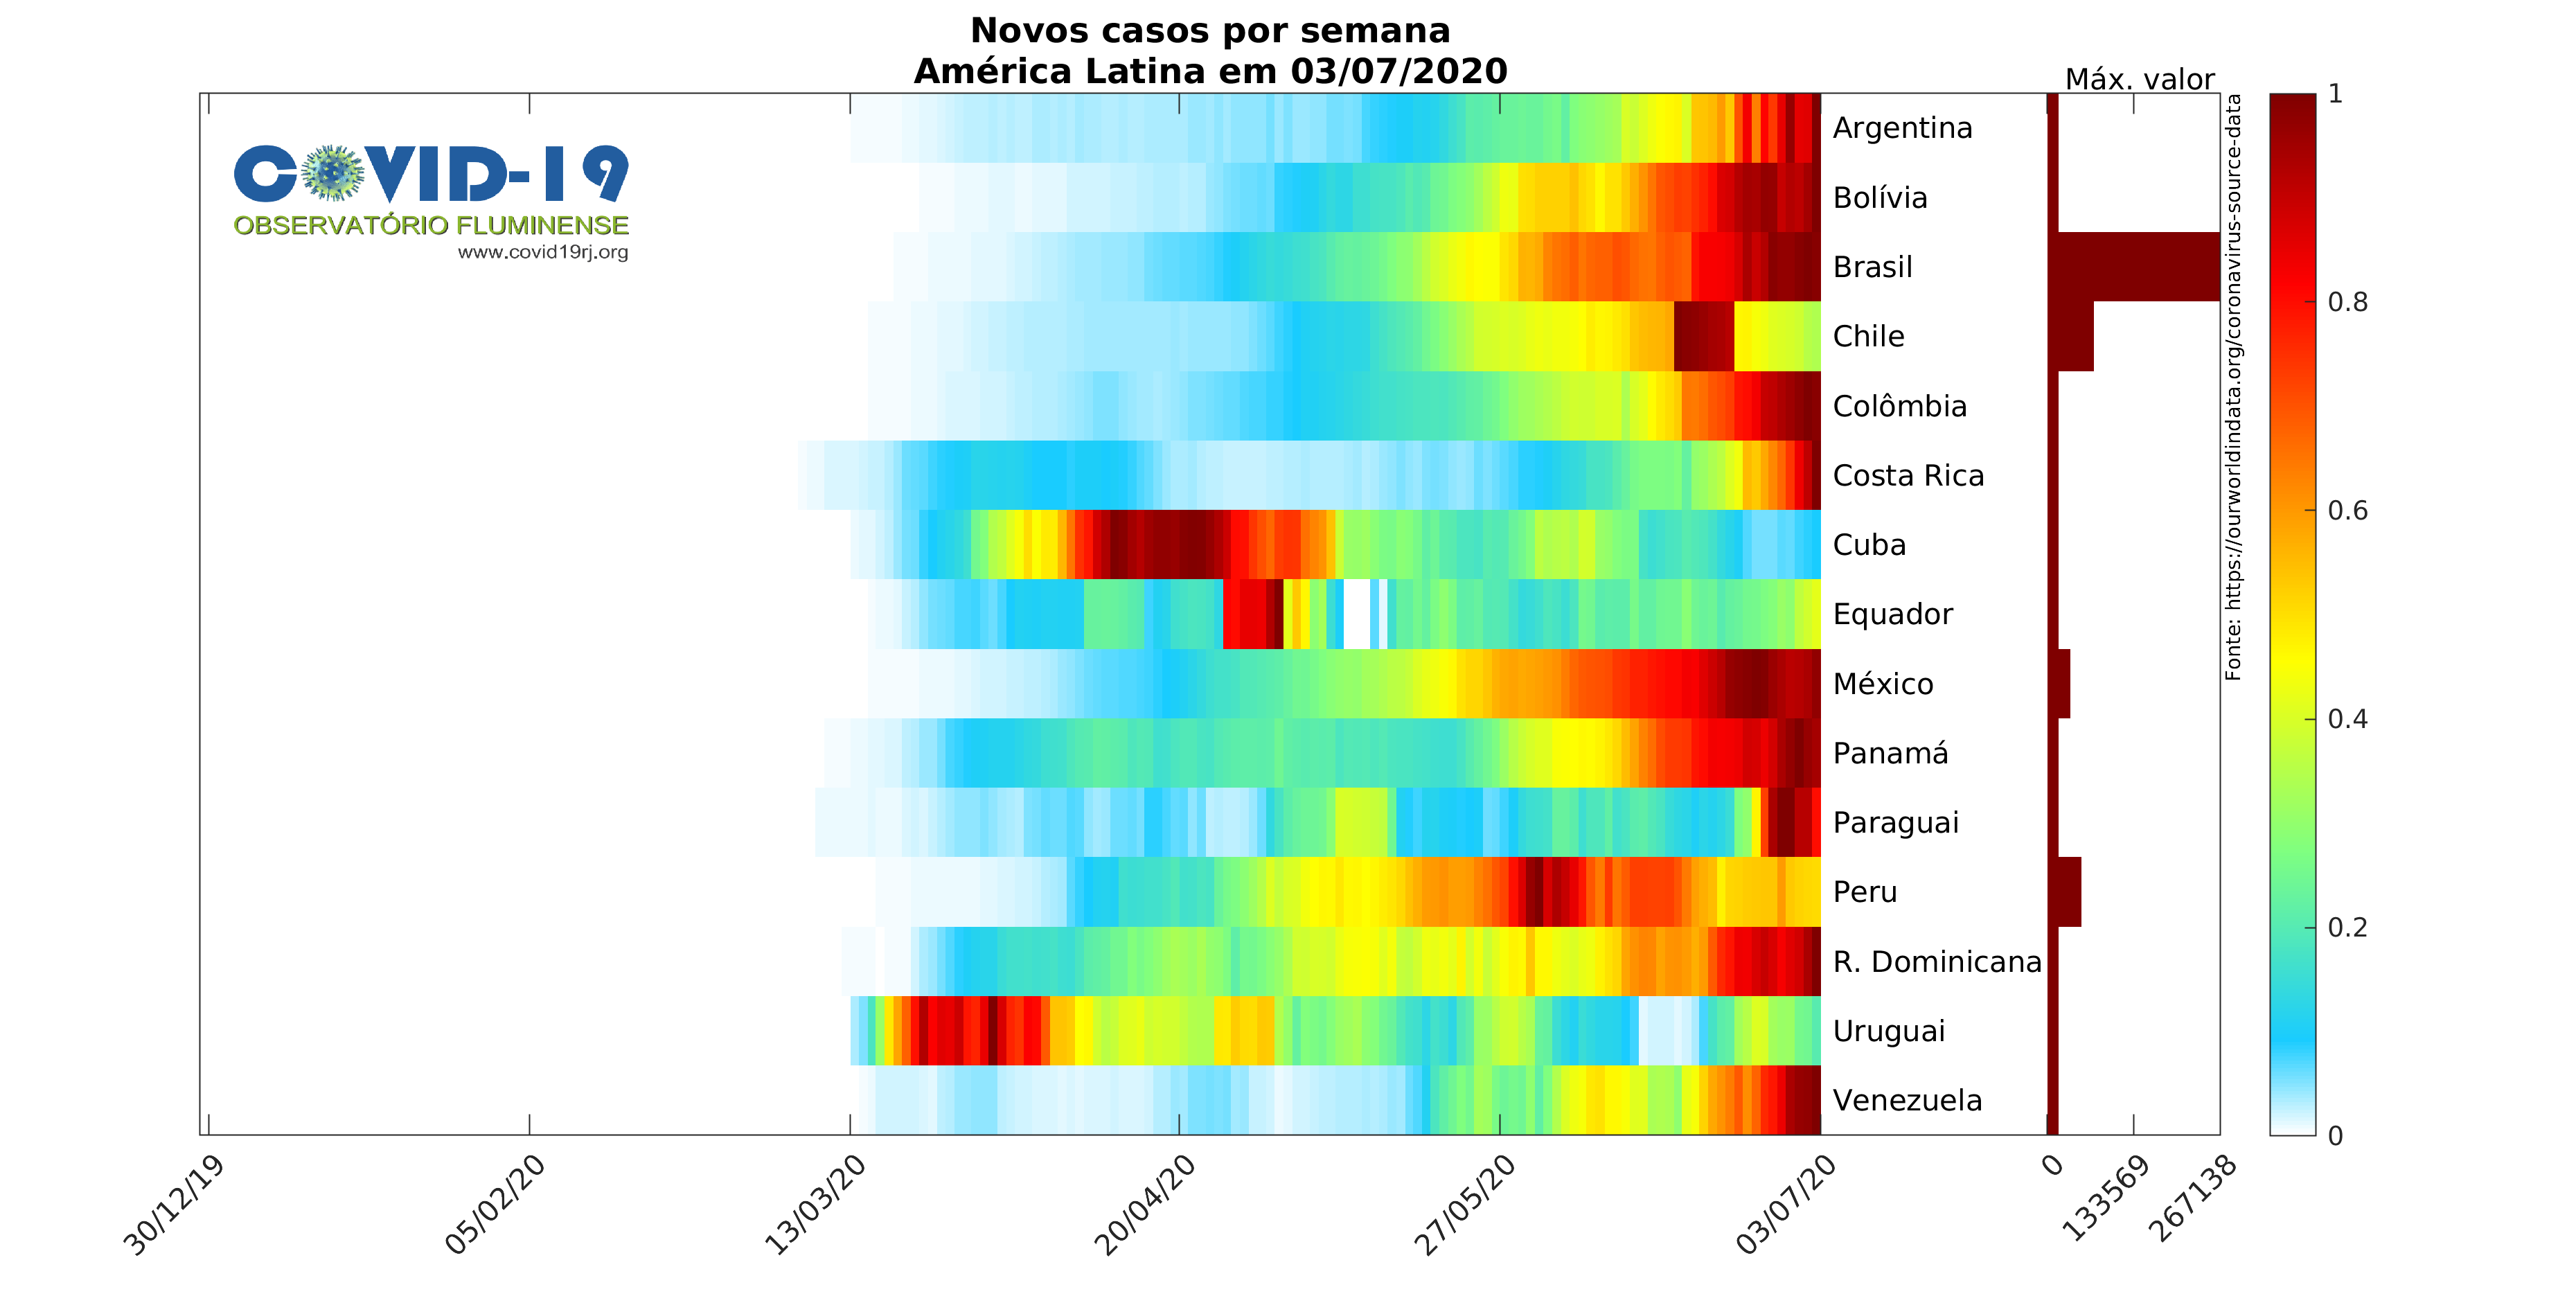 Novos casos por semana
América Latina em 03/07/2020
Máx. valor
COVID-19
OBSERVATÓRIO FLUMINENSE
www.covid19rj.org
Argentina
Bolívia
Brasil
Chile
Colômbia
Costa Rica
Cuba
Equador
México
Panamá
Paraguai
Peru
R. Dominicana
Uruguai
Venezuela
Fonte: https://ourworldindata.org/coronavirus-source-data
1
0.8
0.6
0.4
0.2
0
30/12/19
05/02/20
13/03/20
20/04/20
27/05/20
03/07/20
0
133569
267138